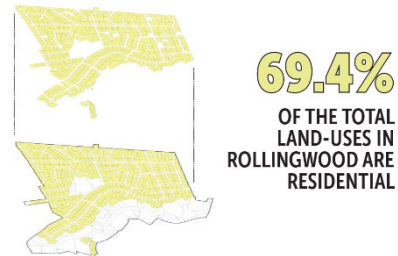 69.4%
OF THE TOTAL
LAND-USES IN
ROLLINGWOOD ARE
RESIDENTIAL